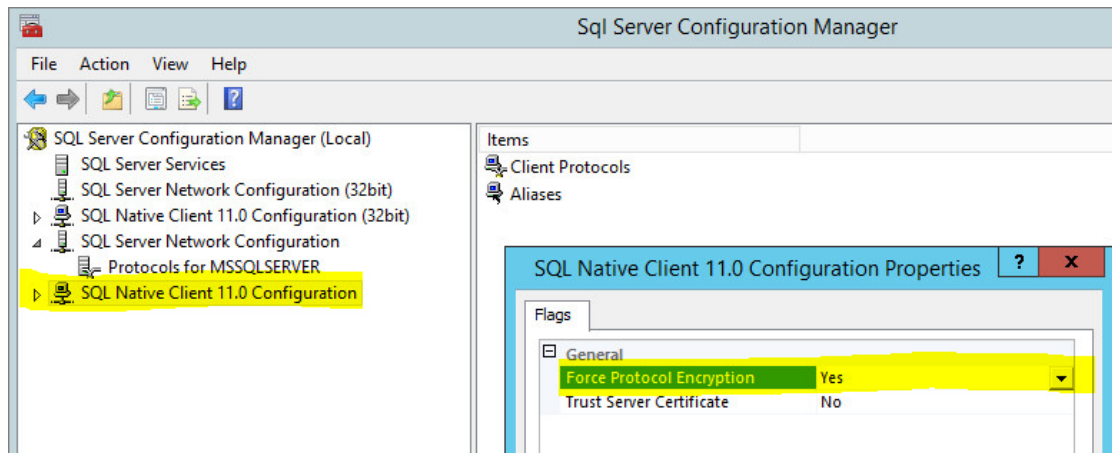 Sql Server Configuration Manager
File Action View Help
SQL Server Configuration Manager (Local)
SQL Server Services
SQL Server Network Configuration (32bit)
SQL Native Client 11.0 Configuration (32bit)
SQL Server Network Configuration
Protocols for MSSQLSERVER
SQL Native Client 11.0 Configuration
Items
Client Protocols
Aliases
SQL Native Client 11.0 Configuration Properties ? x
Flags
General
Force Protocol Encryption Yes
Trust Server Certificate No